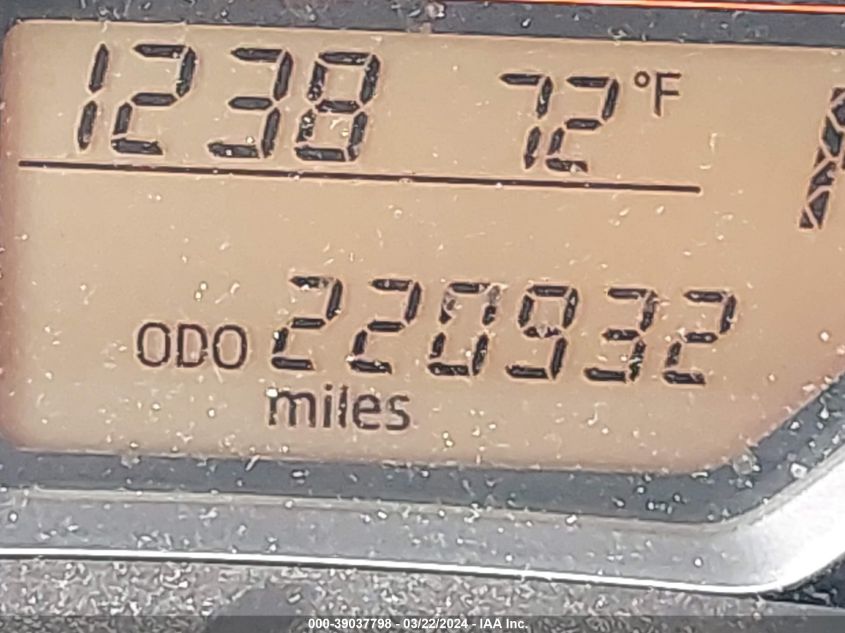 1238 72 °F
ODO 220932
miles
000-39037798 - 03/22/2024 - IAA Inc.